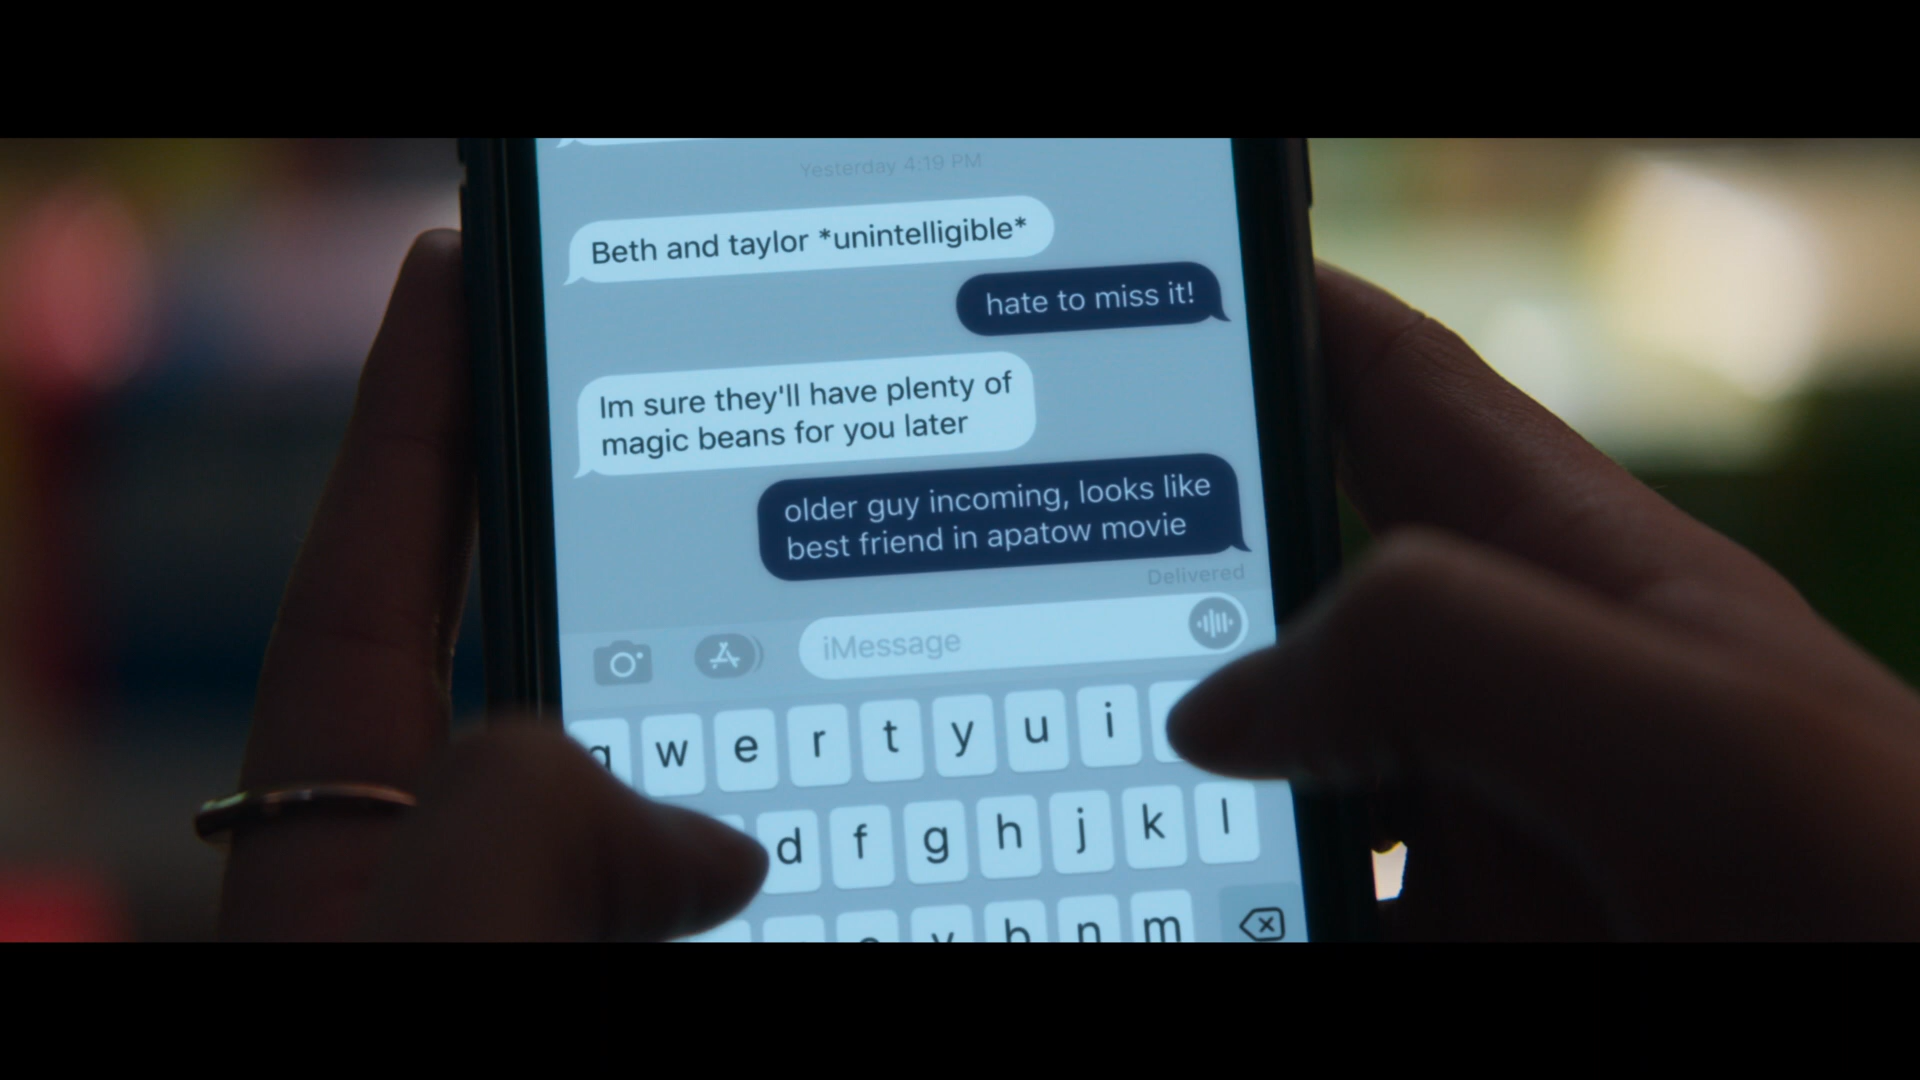 Yesterday 4:19 PM
Beth and taylor *unintelligible*
hate to miss it!
Im sure they'll have plenty of
magic beans for you later
older guy incoming, looks like
best friend in apatow movie
Delivered
iMessage
q w e r t y u i
d f g h j k l
c v b n m